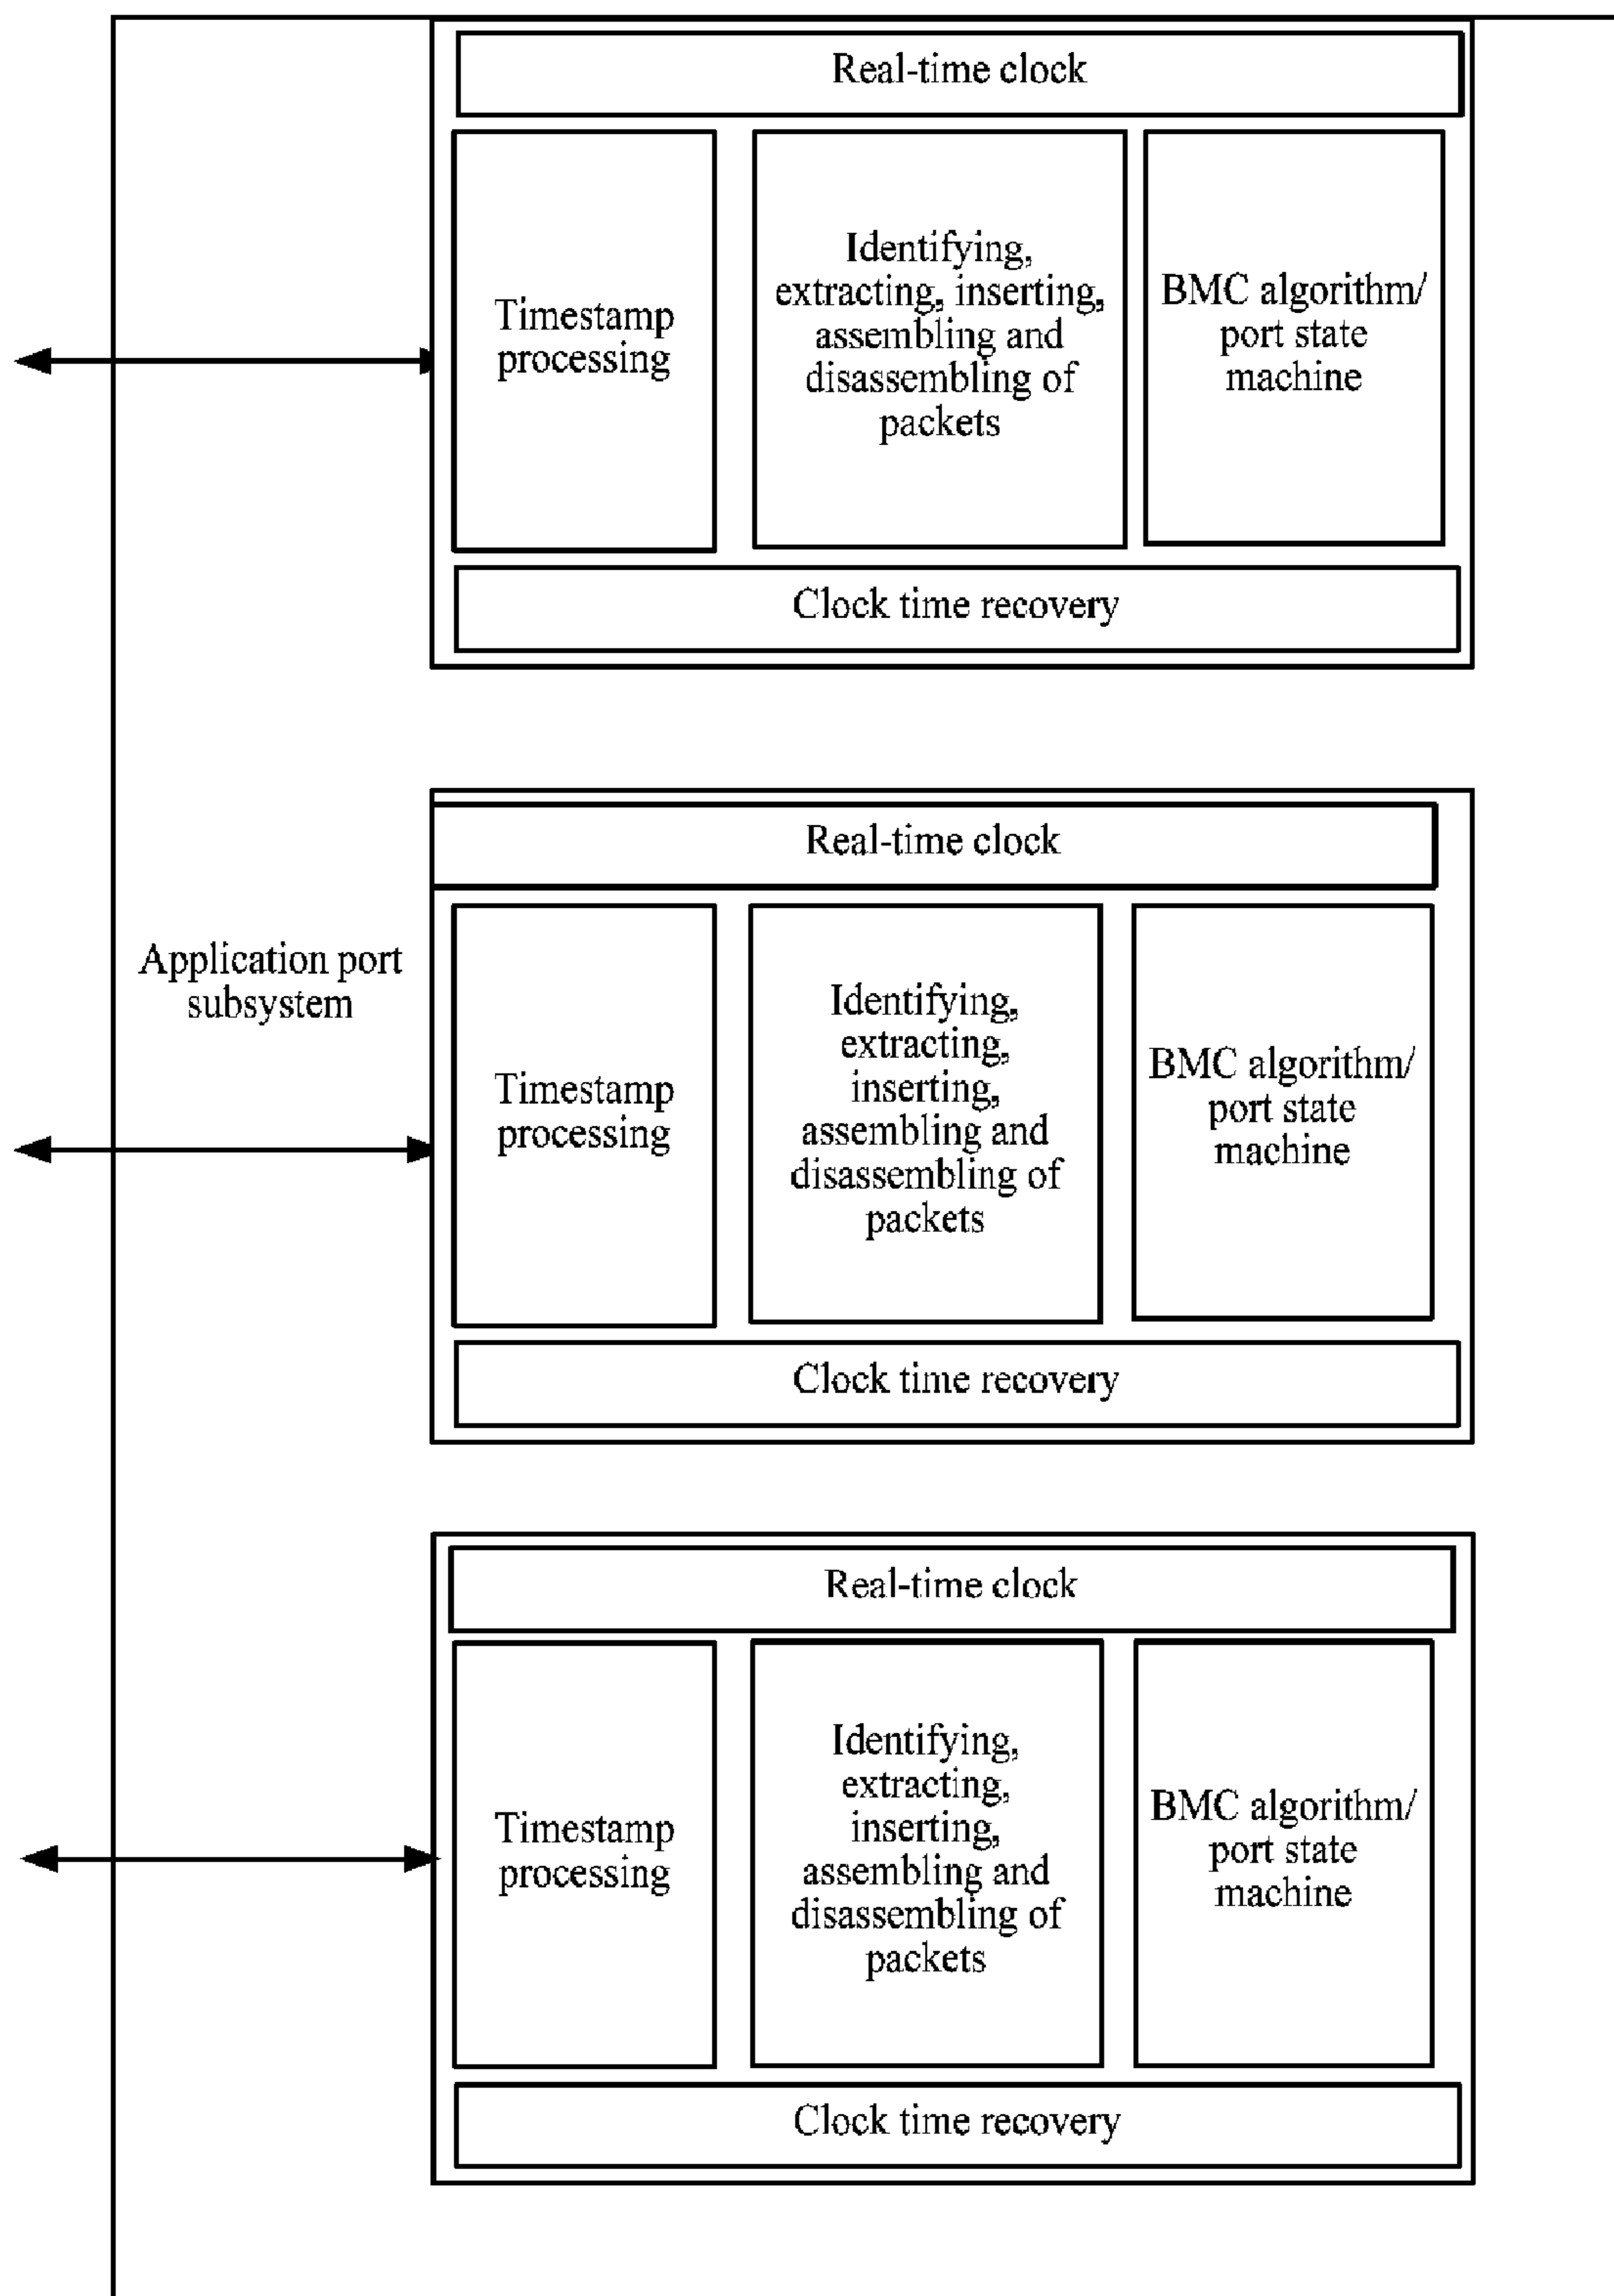 Real-time clock
Timestamp
processing
Identifying,
extracting, inserting,
assembling and
disassembling of
packets
BMC algorithm/
port state
machine
Clock time recovery
Application port
subsystem
Real-time clock
Timestamp
processing
Identifying,
extracting,
inserting,
assembling and
disassembling of
packets
BMC algorithm/
port state
machine
Clock time recovery
Real-time clock
Timestamp
processing
Identifying,
extracting,
inserting,
assembling and
disassembling of
packets
BMC algorithm/
port state
machine
Clock time recovery